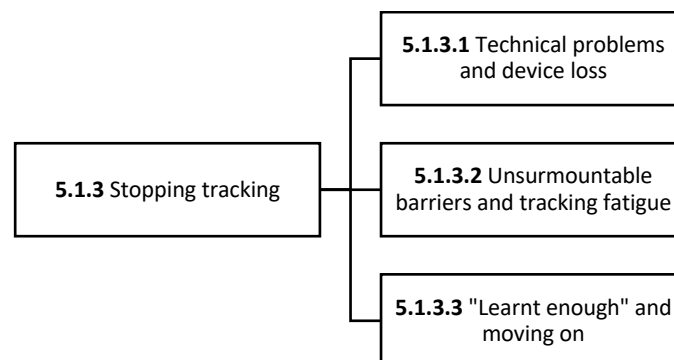 5.1.3 Stopping tracking
5.1.3.1 Technical problems
and device loss
5.1.3.2 Unsurmountable
barriers and tracking fatigue
5.1.3.3 "Learnt enough" and
moving on